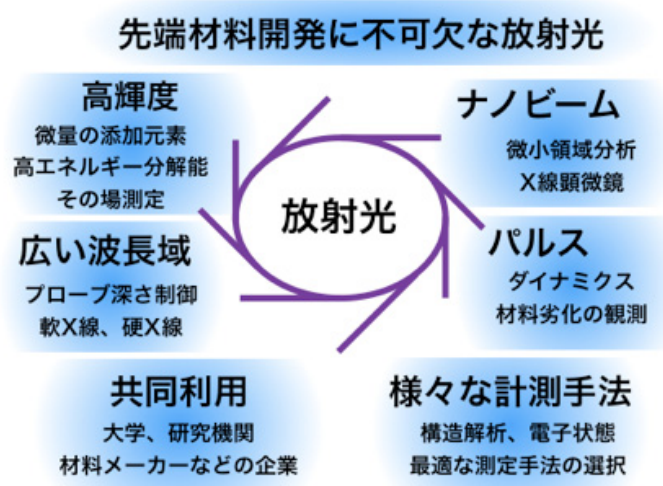 先端材料開発に不可欠な放射光
高輝度
微量の添加元素
高エネルギー分解能
その場測定
ナノビーム
微小領域分析
X線顕微鏡
放射光
広い波長域
プローブ深さ制御
軟X線、硬X線
パルス
ダイナミクス
材料劣化の観測
共同利用
大学、研究機関
材料メーカーなどの企業
様々な計測手法
構造解析、電子状態
最適な測定手法の選択